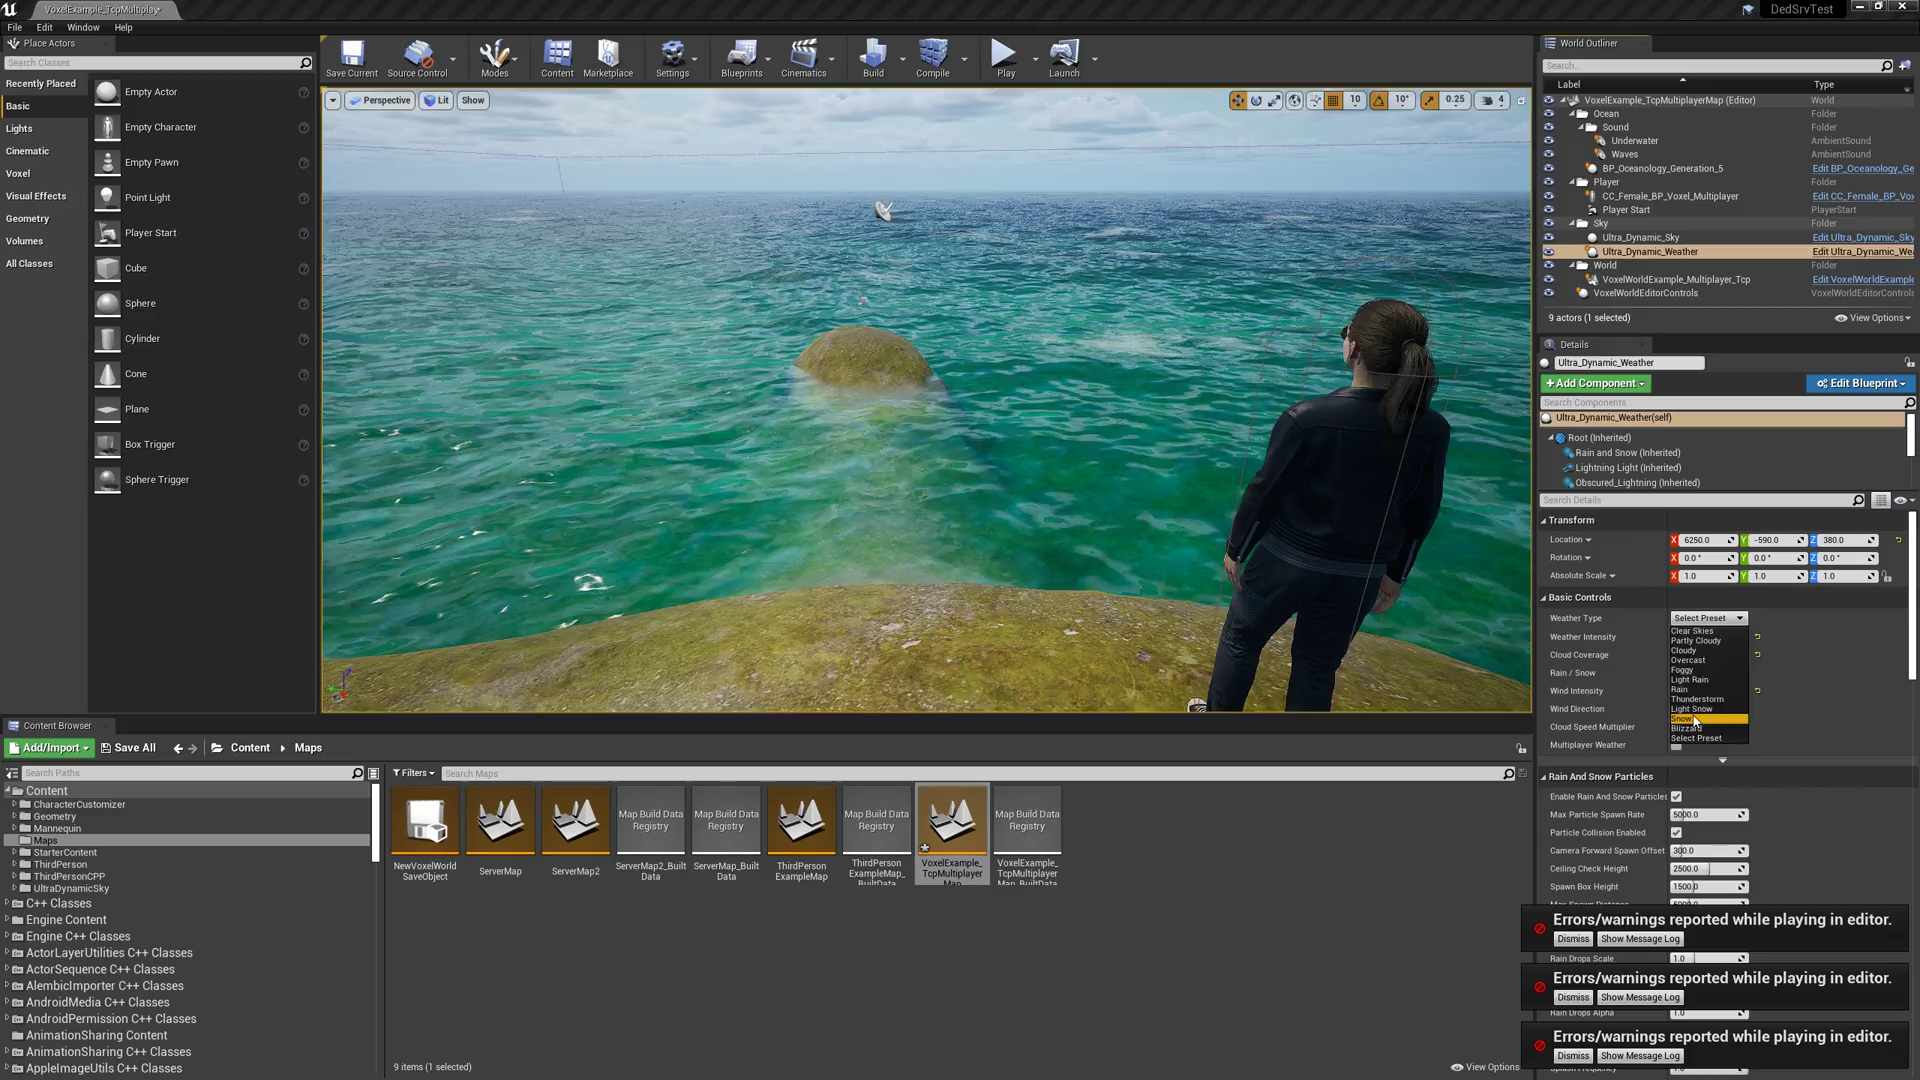 VoxelExample_TcpMultiplay
DedSrvTest
File Edit Window Help
Place Actors
Search Classes
Recently Placed
Basic
Lights
Cinematic
Voxel
Visual Effects
Geometry
Volumes
All Classes
Empty Actor
Empty Character
Empty Pawn
Point Light
Player Start
Cube
Sphere
Cylinder
Cone
Plane
Box Trigger
Sphere Trigger
Save Current Source Control Modes Content Marketplace Settings Blueprints Cinematics Build Compile Play Launch
Perspective Lit Show
10 10° 0.25 4
World Outliner
Search...
Label Type
VoxelExample_TcpMultiplayerMap (Editor) World
Ocean Folder
Sound Folder
Underwater AmbientSound
Waves AmbientSound
BP_Oceanology_Generation_5 Edit BP_Oceanology_Ge
Player Folder
CC_Female_BP_Voxel_Multiplayer Edit CC_Female_BP_Vox
Player Start PlayerStart
Sky Folder
Ultra_Dynamic_Sky Edit Ultra_Dynamic_Sky
Ultra_Dynamic_Weather Edit Ultra_Dynamic_We
World Folder
VoxelWorldExample_Multiplayer_Tcp Edit VoxelWorldExample
VoxelWorldEditorControls VoxelWorldEditorControls
9 actors (1 selected) View Options
Details
Ultra_Dynamic_Weather
Add Component Edit Blueprint
Search Components
Ultra_Dynamic_Weather(self)
Root (Inherited)
Rain and Snow (Inherited)
Lightning Light (Inherited)
Obscured_Lightning (Inherited)
Search Details
Transform
Location X 6250.0 Y -590.0 Z 380.0
Rotation X 0.0 ° Y 0.0 ° Z 0.0 °
Absolute Scale X 1.0 Y 1.0 Z 1.0
Basic Controls
Weather Type Select Preset
Weather Intensity
Cloud Coverage
Rain / Snow
Wind Intensity
Wind Direction
Cloud Speed Multiplier
Multiplayer Weather
Clear Skies
Partly Cloudy
Cloudy
Overcast
Foggy
Light Rain
Rain
Thunderstorm
Light Snow
Snow
Blizzard
Select Preset
Rain And Snow Particles
Enable Rain And Snow Particles
Max Particle Spawn Rate 5000.0
Particle Collision Enabled
Camera Forward Spawn Offset 300.0
Ceiling Check Height 2500.0
Spawn Box Height 1500.0
Errors/warnings reported while playing in editor.
Dismiss Show Message Log
Rain Drops Scale 1.0
Errors/warnings reported while playing in editor.
Dismiss Show Message Log
Rain Drops Alpha 1.0
Errors/warnings reported while playing in editor.
Dismiss Show Message Log
Content Browser
Add/Import Save All Content Maps
Search Paths
Filters Search Maps
Content
CharacterCustomizer
Geometry
Mannequin
Maps
StarterContent
ThirdPerson
ThirdPersonCPP
UltraDynamicSky
C++ Classes
Engine Content
Engine C++ Classes
ActorLayerUtilities C++ Classes
ActorSequence C++ Classes
AlembicImporter C++ Classes
AndroidMedia C++ Classes
AndroidPermission C++ Classes
AnimationSharing Content
AnimationSharing C++ Classes
AppleImageUtils C++ Classes
NewVoxelWorld
SaveObject
ServerMap
ServerMap2
Map Build Data
Registry
ServerMap2_Built
Data
Map Build Data
Registry
ServerMap_Built
Data
ThirdPerson
ExampleMap
Map Build Data
Registry
ThirdPerson
ExampleMap_BuiltData
VoxelExample_
TcpMultiplayer
Map
Map Build Data
Registry
VoxelExample_
TcpMultiplayer
Map_BuiltData
9 items (1 selected) View Options